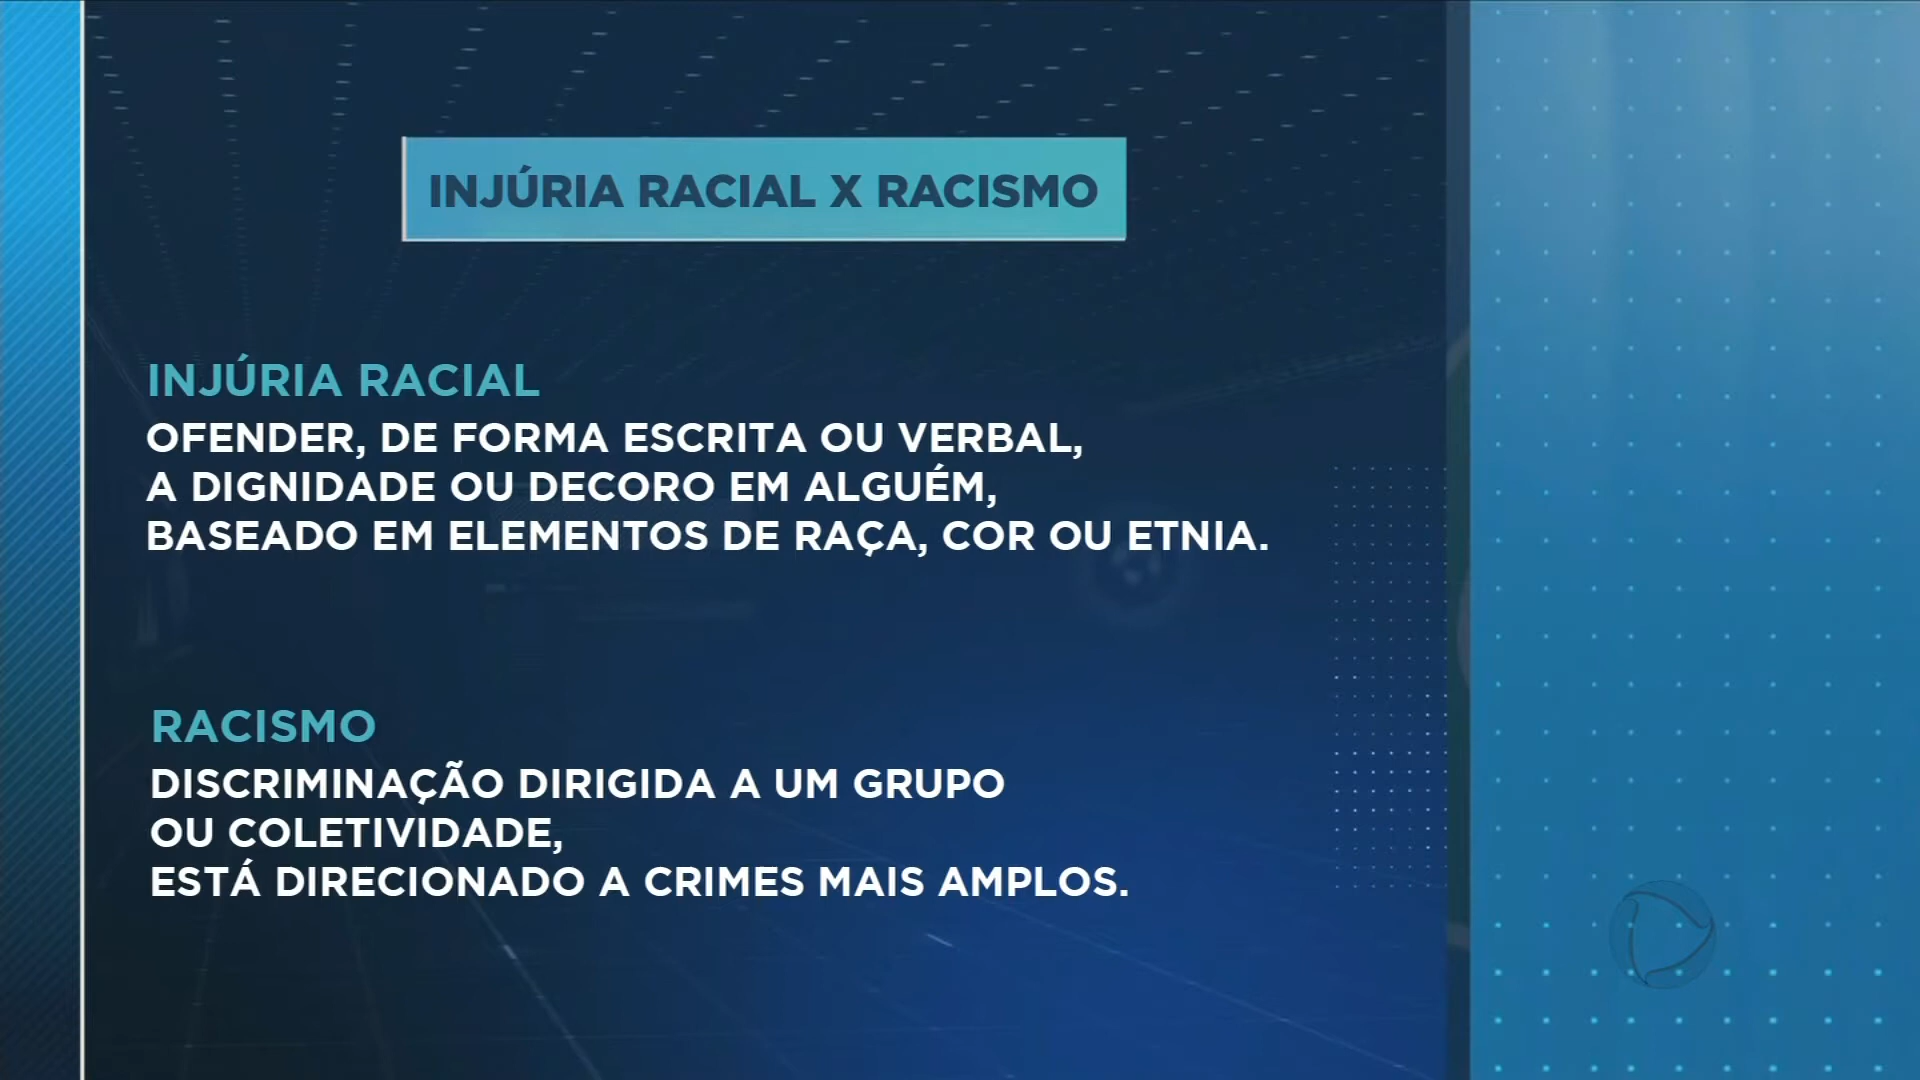 INJÚRIA RACIAL X RACISMO
INJÚRIA RACIAL
OFENDER, DE FORMA ESCRITA OU VERBAL,
A DIGNIDADE OU DECORO EM ALGUÉM,
BASEADO EM ELEMENTOS DE RAÇA, COR OU ETNIA.
RACISMO
DISCRIMINAÇÃO DIRIGIDA A UM GRUPO
OU COLETIVIDADE,
ESTÁ DIRECIONADO A CRIMES MAIS AMPLOS.